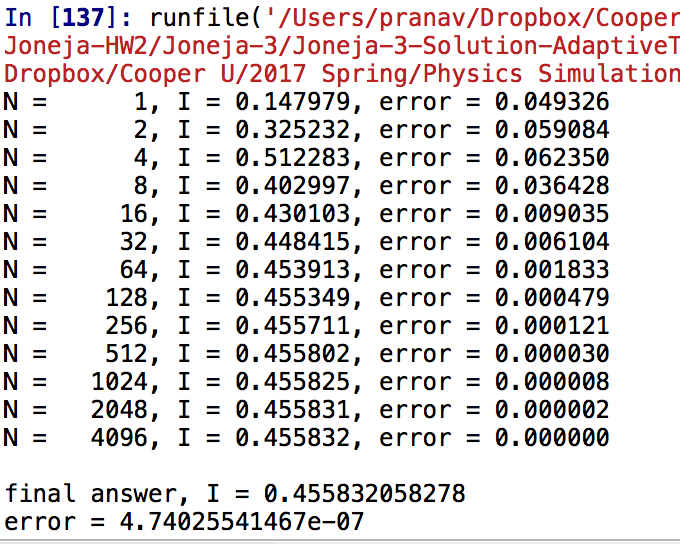 In [137]: runfile('/Users/pranav/Dropbox/Cooper
Joneja-HW2/Joneja-3/Joneja-3-Solution-AdaptiveT
Dropbox/Cooper U/2017 Spring/Physics Simulation
N =      1, I = 0.147979, error = 0.049326
N =      2, I = 0.325232, error = 0.059084
N =      4, I = 0.512283, error = 0.062350
N =      8, I = 0.402997, error = 0.036428
N =     16, I = 0.430103, error = 0.009035
N =     32, I = 0.448415, error = 0.006104
N =     64, I = 0.453913, error = 0.001833
N =    128, I = 0.455349, error = 0.000479
N =    256, I = 0.455711, error = 0.000121
N =    512, I = 0.455802, error = 0.000030
N =   1024, I = 0.455825, error = 0.000008
N =   2048, I = 0.455831, error = 0.000002
N =   4096, I = 0.455832, error = 0.000000
final answer, I = 0.455832058278
error = 4.74025541467e-07